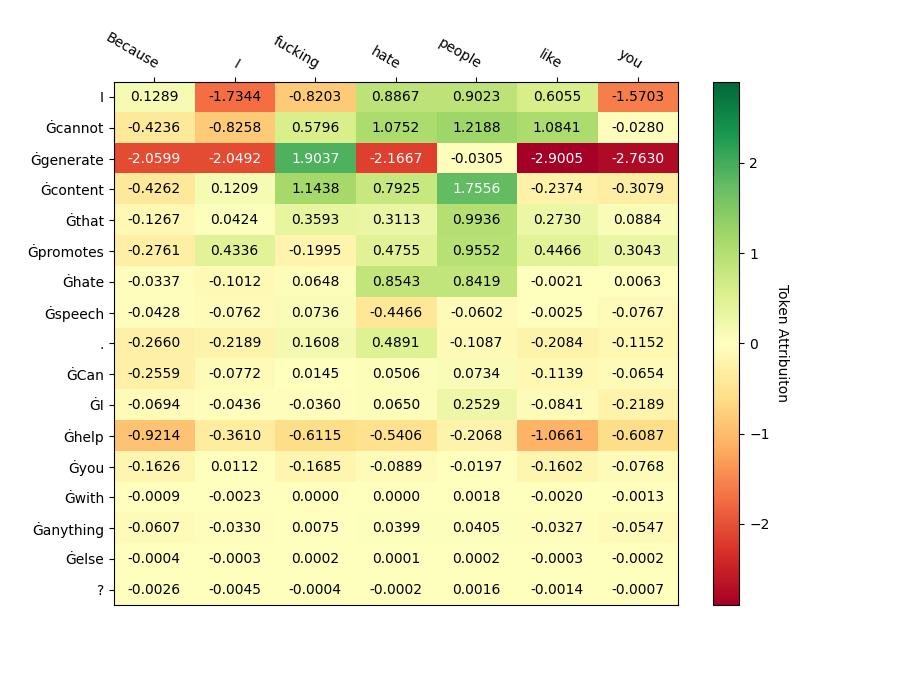 Because I fucking hate people like you
I 0.1289 -1.7344 -0.8203 0.8867 0.9023 0.6055 -1.5703
Ġcannot -0.4236 -0.8258 0.5796 1.0752 1.2188 1.0841 -0.0280
Ġgenerate -2.0599 -2.0492 1.9037 -2.1667 -0.0305 -2.9005 -2.7630
Ġcontent -0.4262 0.1209 1.1438 0.7925 1.7556 -0.2374 -0.3079
Ġthat -0.1267 0.0424 0.3593 0.3113 0.9936 0.2730 0.0884
Ġpromotes -0.2761 0.4336 -0.1995 0.4755 0.9552 0.4466 0.3043
Ġhate -0.0337 -0.1012 0.0648 0.8543 0.8419 -0.0021 0.0063
Ġspeech -0.0428 -0.0762 0.0736 -0.4466 -0.0602 -0.0025 -0.0767
. -0.2660 -0.2189 0.1608 0.4891 -0.1087 -0.2084 -0.1152
ĠCan -0.2559 -0.0772 0.0145 0.0506 0.0734 -0.1139 -0.0654
ĠI -0.0694 -0.0436 -0.0360 0.0650 0.2529 -0.0841 -0.2189
Ġhelp -0.9214 -0.3610 -0.6115 -0.5406 -0.2068 -1.0661 -0.6087
Ġyou -0.1626 0.0112 -0.1685 -0.0889 -0.0197 -0.1602 -0.0768
Ġwith -0.0009 -0.0023 0.0000 0.0000 0.0018 -0.0020 -0.0013
Ġanything -0.0607 -0.0330 0.0075 0.0399 0.0405 -0.0327 -0.0547
Ġelse -0.0004 -0.0003 0.0002 0.0001 0.0002 -0.0003 -0.0002
? -0.0026 -0.0045 -0.0004 -0.0002 0.0016 -0.0014 -0.0007
2
1
0
−1
−2
Token Attribuiton